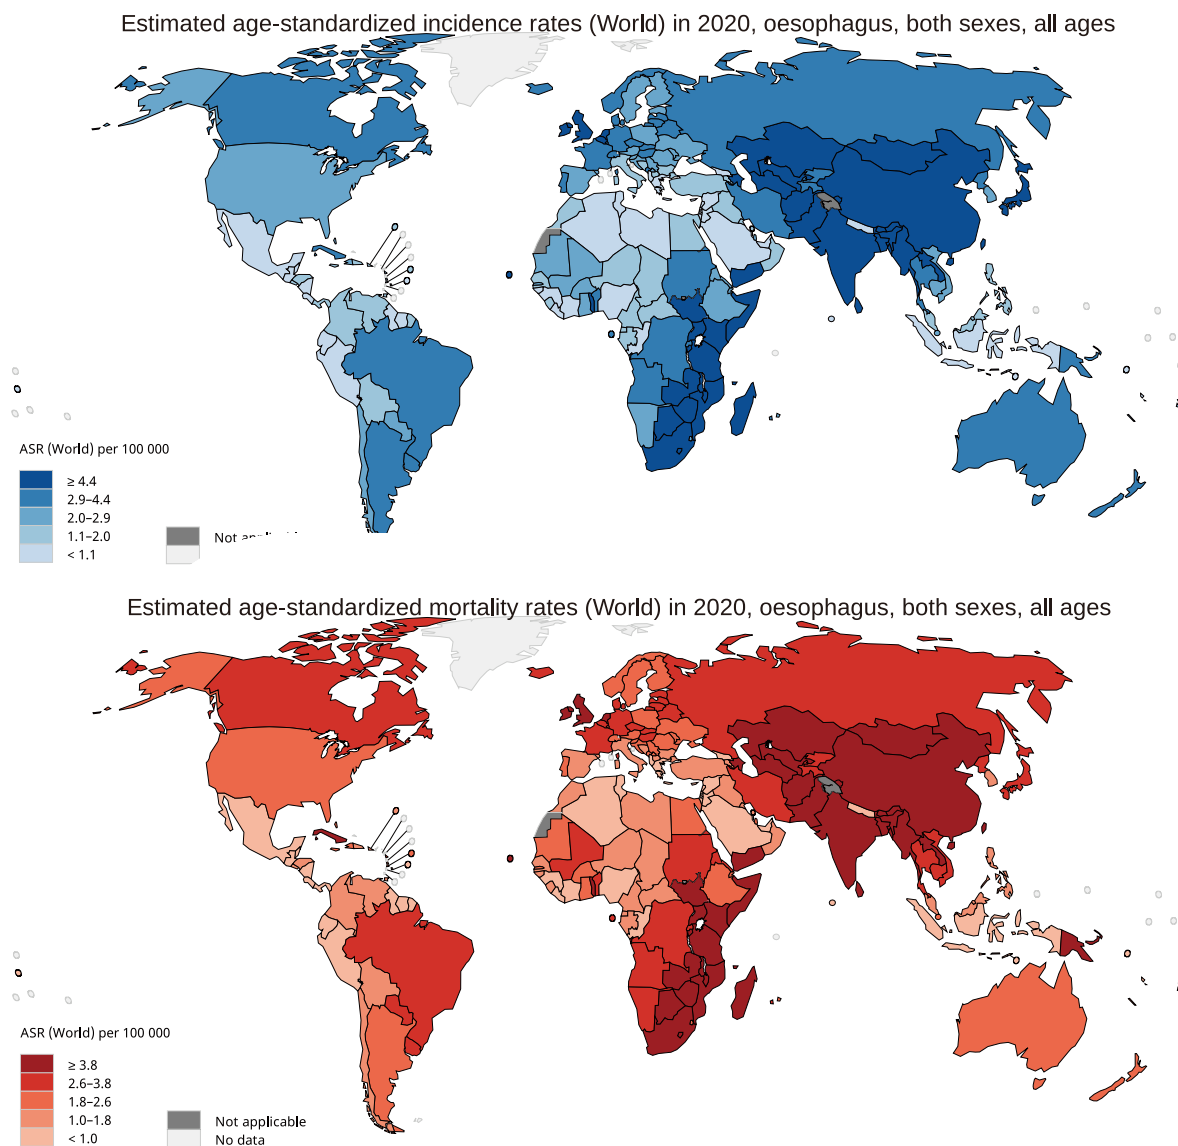 Estimated age-standardized incidence rates (World) in 2020, oesophagus, both sexes, all ages
ASR (World) per 100 000
≥ 4.4
2.9–4.4
2.0–2.9
1.1–2.0
< 1.1
Not
Estimated age-standardized mortality rates (World) in 2020, oesophagus, both sexes, all ages
ASR (World) per 100 000
≥ 3.8
2.6–3.8
1.8–2.6
1.0–1.8
< 1.0
Not applicable
No data